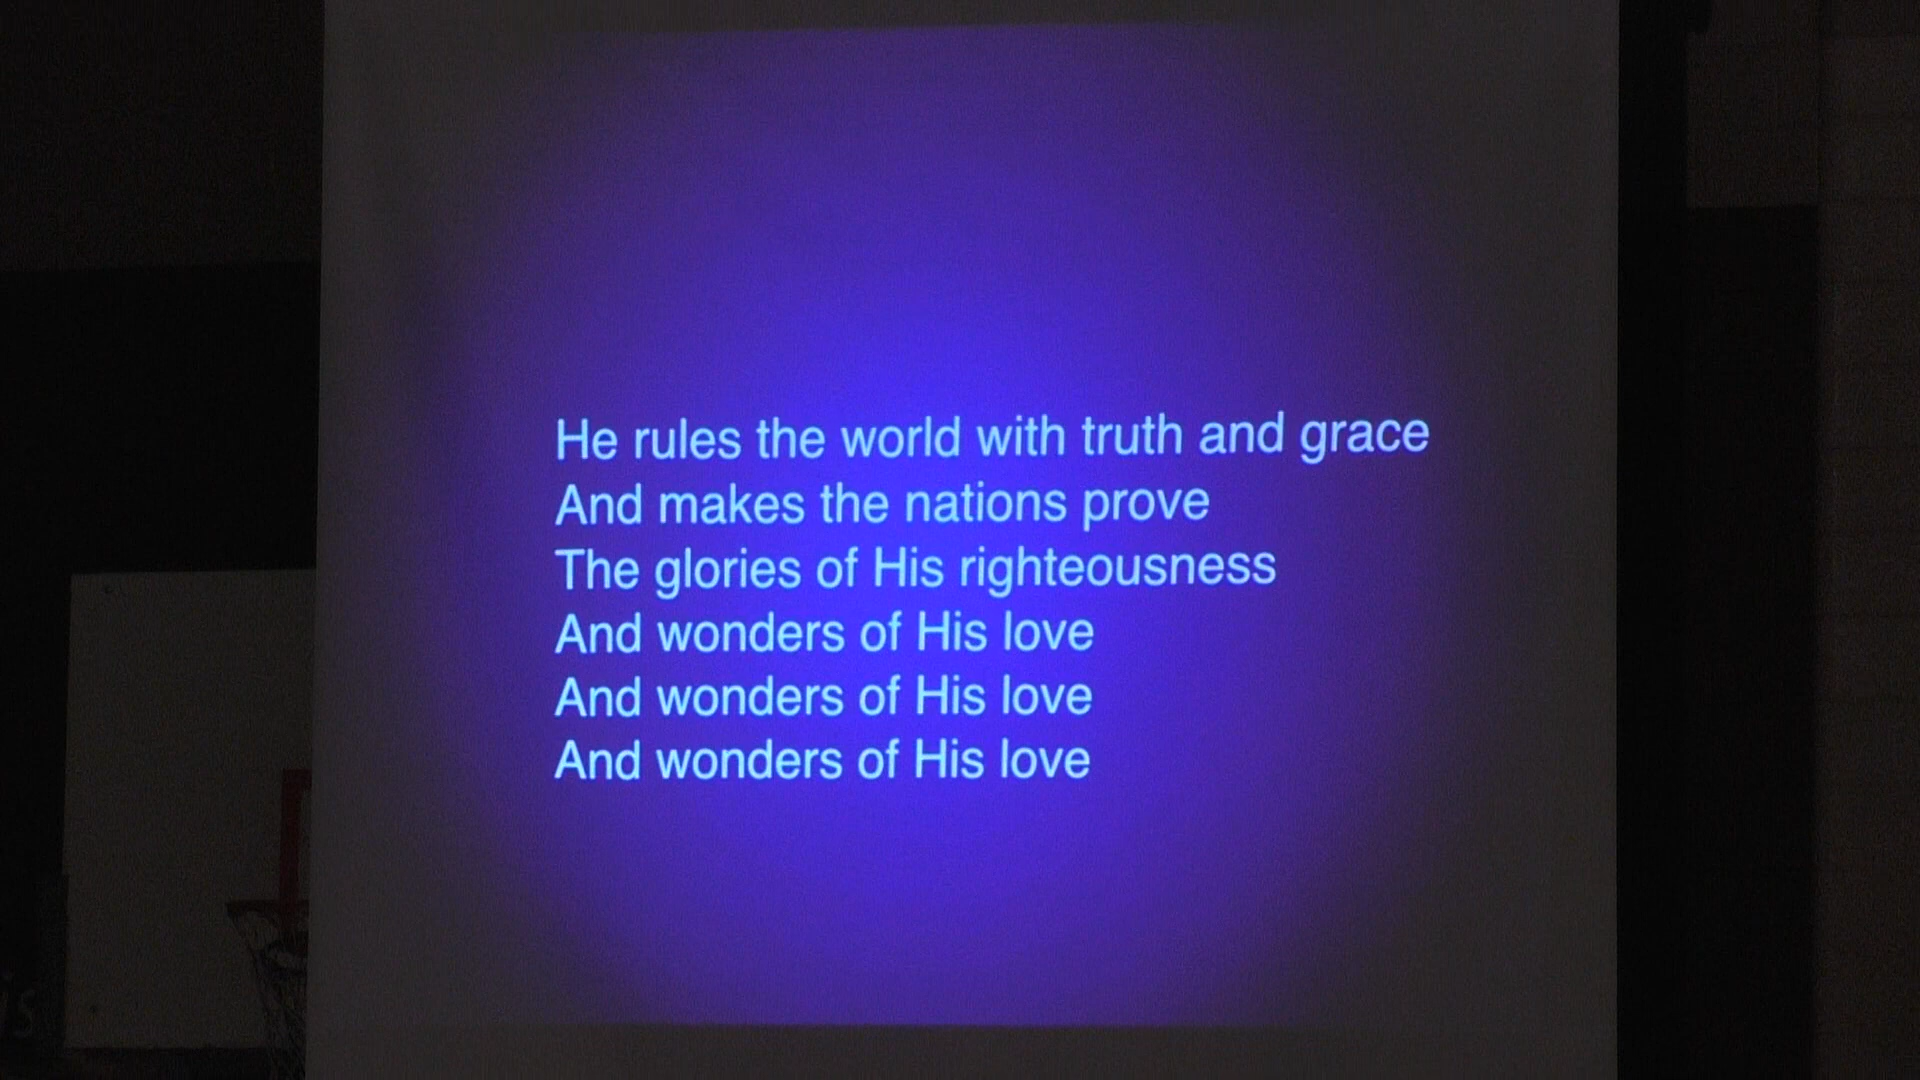 He rules the world with truth and grace
And makes the nations prove
The glories of His righteousness
And wonders of His love
And wonders of His love
And wonders of His love
is